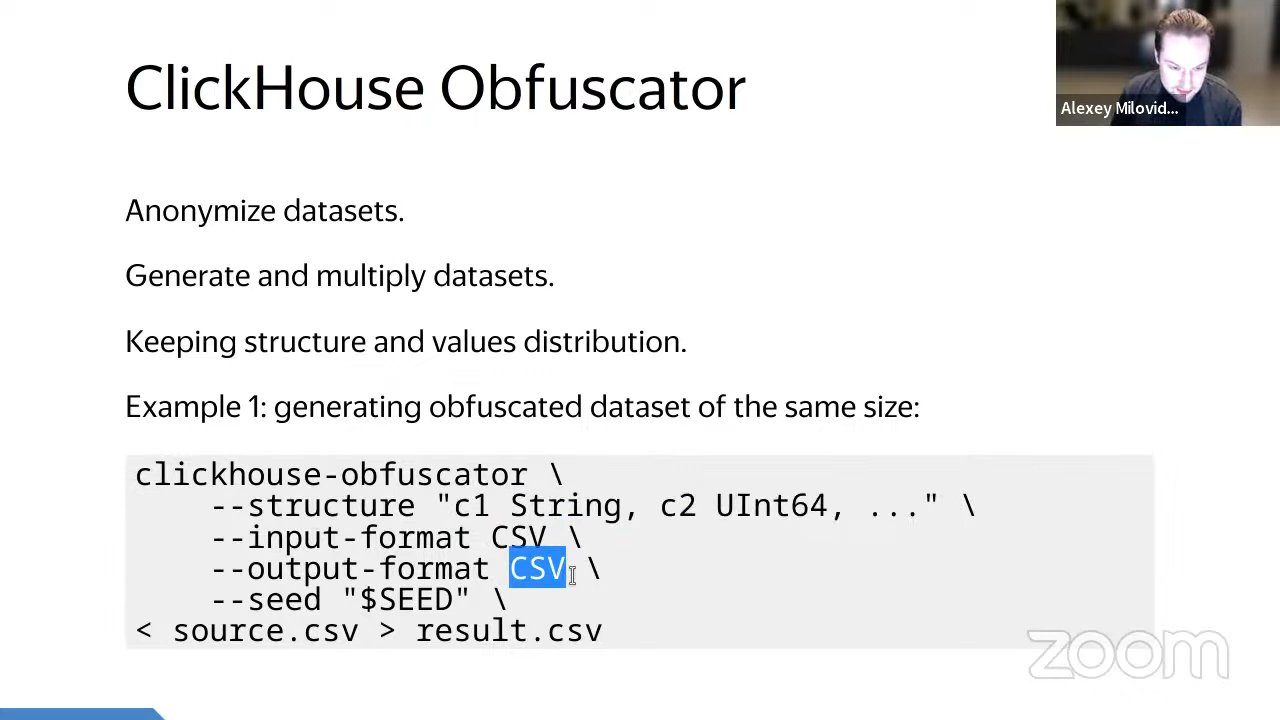 ClickHouse Obfuscator
Alexey Milovid...
Anonymize datasets.
Generate and multiply datasets.
Keeping structure and values distribution.
Example 1: generating obfuscated dataset of the same size:
clickhouse-obfuscator \
--structure "c1 String, c2 UInt64, ..." \
--input-format CSV \
--output-format CSV \
--seed "$SEED" \
< source.csv > result.csv
zoom